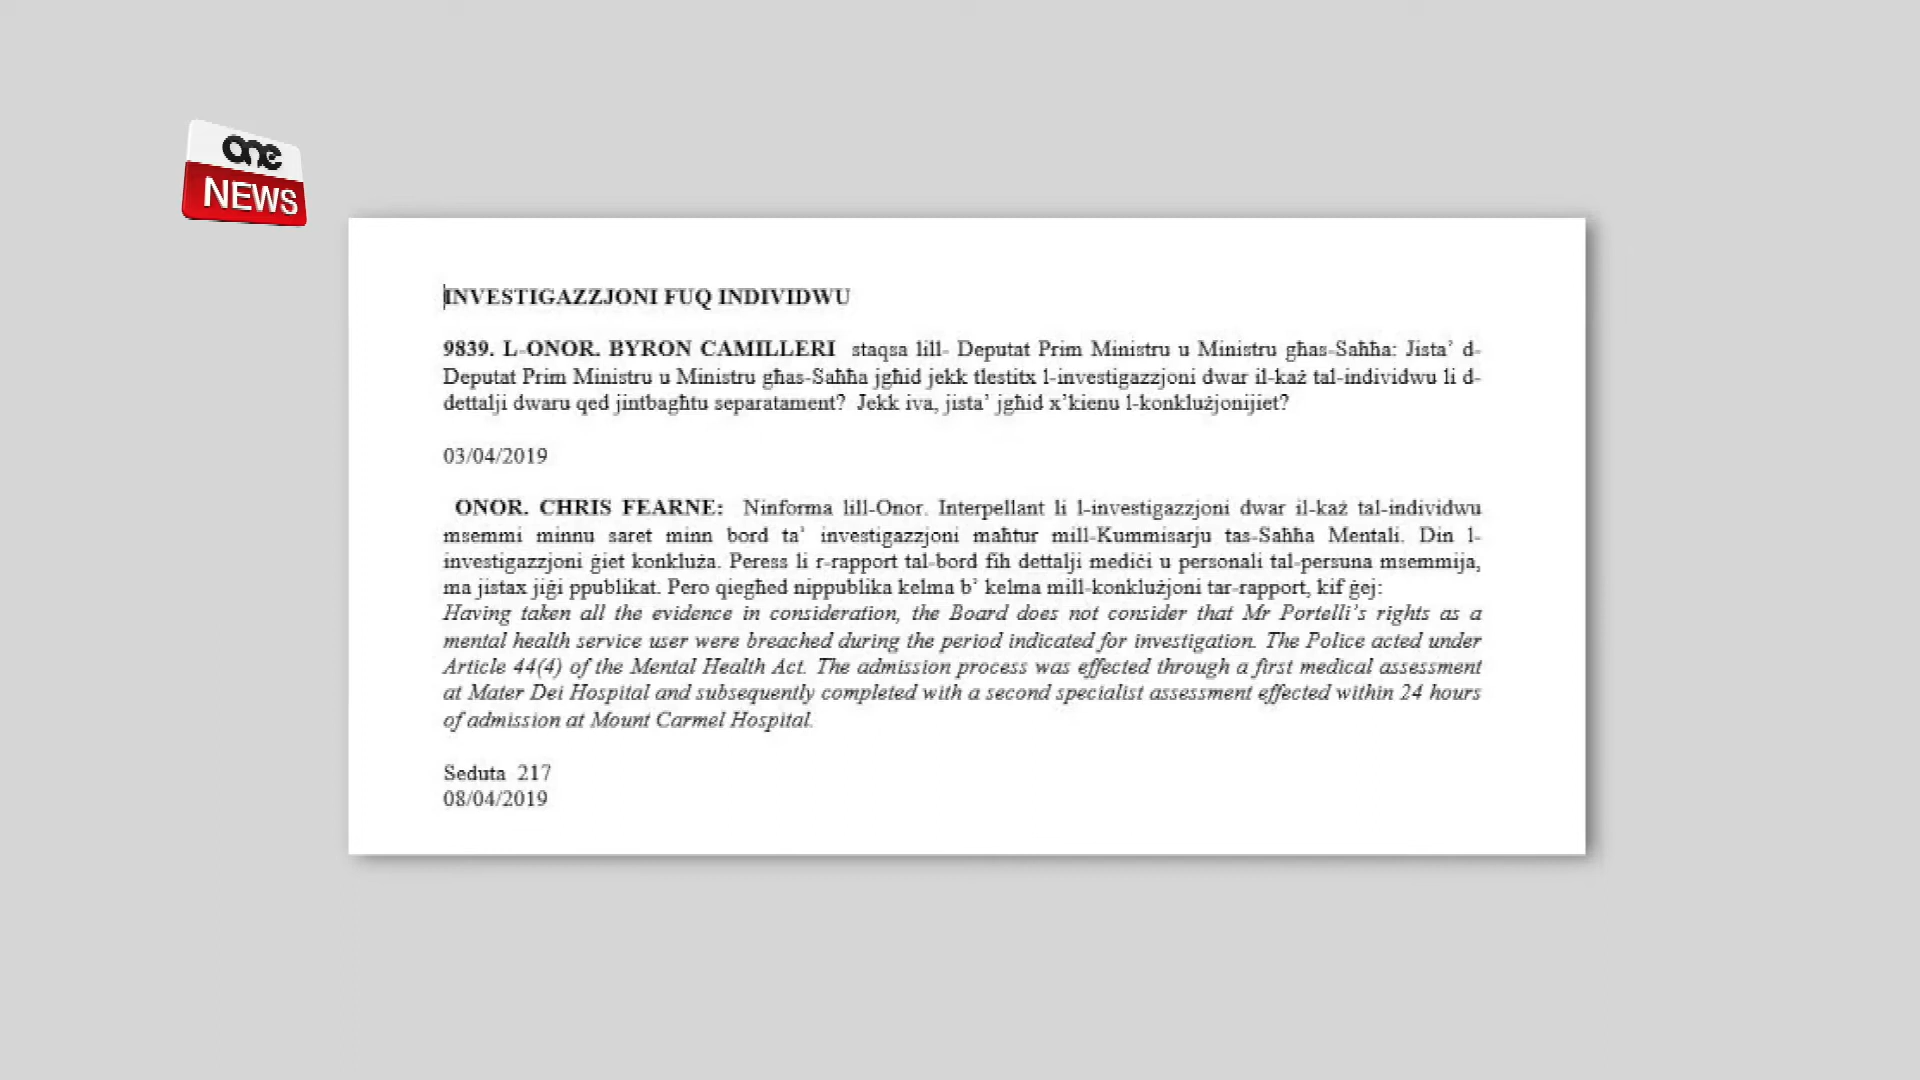 one
NEWS
INVESTIGAZZJONI FUQ INDIVIDWU
9839. L-ONOR. BYRON CAMILLERI staqsa lill- Deputat Prim Ministru u Ministru għas-Saħħa: Jista’ d-
Deputat Prim Ministru u Ministru għas-Saħħa jgħid jekk tlestitx l-investigazzjoni dwar il-każ tal-individwu li d-
dettalji dwaru qed jintbagħtu separatament? Jekk iva, jista’ jgħid x’kienu l-konklużjonijiet?
03/04/2019
ONOR. CHRIS FEARNE: Ninforma lill-Onor. Interpellant li l-investigazzjoni dwar il-każ tal-individwu
msemmi minnu saret minn bord ta’ investigazzjoni maħtur mill-Kummisarju tas-Saħħa Mentali. Din l-
investigazzjoni ġiet konkluża. Peress li r-rapport tal-bord fih dettalji mediċi u personali tal-persuna msemmija,
ma jistax jiġi ppublikat. Pero qiegħed nippublika kelma b’ kelma mill-konklużjoni tar-rapport, kif ġej:
Having taken all the evidence in consideration, the Board does not consider that Mr Portelli’s rights as a
mental health service user were breached during the period indicated for investigation. The Police acted under
Article 44(4) of the Mental Health Act. The admission process was effected through a first medical assessment
at Mater Dei Hospital and subsequently completed with a second specialist assessment effected within 24 hours
of admission at Mount Carmel Hospital.
Seduta 217
08/04/2019